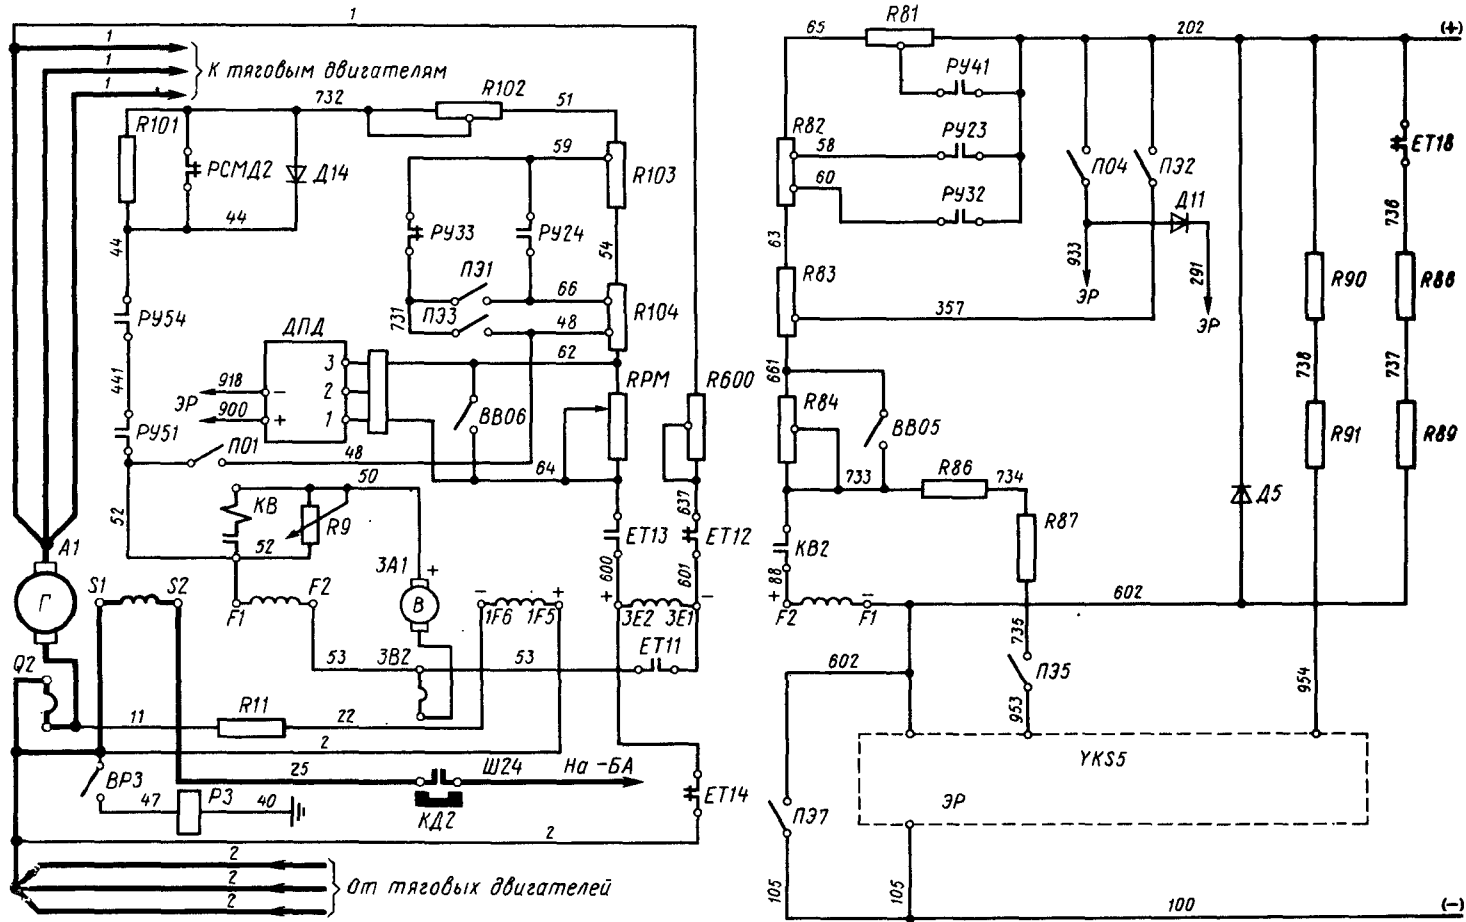 1
1
1
1
К тяговым двигателям
R101
732
R102
51
РСМД2
Д14
44
44
59
R103
РУ33
РУ24
54
ПЭ1
66
R104
731
ПЭ3
48
РУ54
441
РУ51
ДПД
3
2
1
−
+
918
ЭР
900
62
RРМ
R600
ВВ06
П01
48
64
50
КВ
R9
52
52
ЕТ13
637
ЕТ12
600
601
А1
Г
S1
S2
F1
F2
3А1
+
В
3В2
−
+
1F6
1F5
+
−
3Е2
3Е1
ЕТ11
53
53
Q2
11
R11
22
2
25
КД2
Ш24
На −БА
ВР3
47
Р3
40
ЕТ14
2
2
2
2
От тяговых двигателей
65
R81
202
(+)
РУ41
R82
58
РУ23
60
РУ32
63
R83
357
П04
ПЭ2
Д11
933
ЭР
291
ЭР
ЕТ18
736
R90
R88
738
737
R91
R89
661
R84
ВВ05
733
R86
734
R87
КВ2
88
+
−
F2
F1
Д5
602
735
ПЭ5
953
954
602
УКS5
ЭР
ПЭ7
105
105
100
(−)